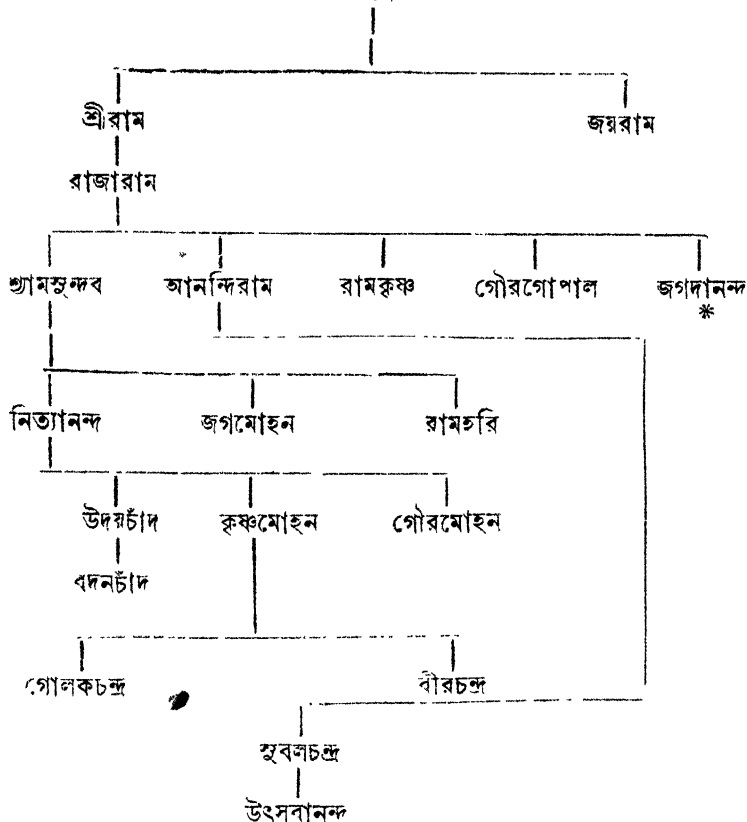 শ্রীরাম জয়রাম
রাজারান
শ্যামসুন্দব আনন্দিরাম রামকৃষ্ণ গৌরগোপাল জগদানন্দ
*
নিত্যানন্দ জগমোহন রামহরি
উদয়চাঁদ কৃষ্ণমোহন গৌরমোহন
বদনচাঁদ
গোলকচন্দ্র বীরচন্দ্র
সুবলচন্দ্র
উৎসবানন্দ